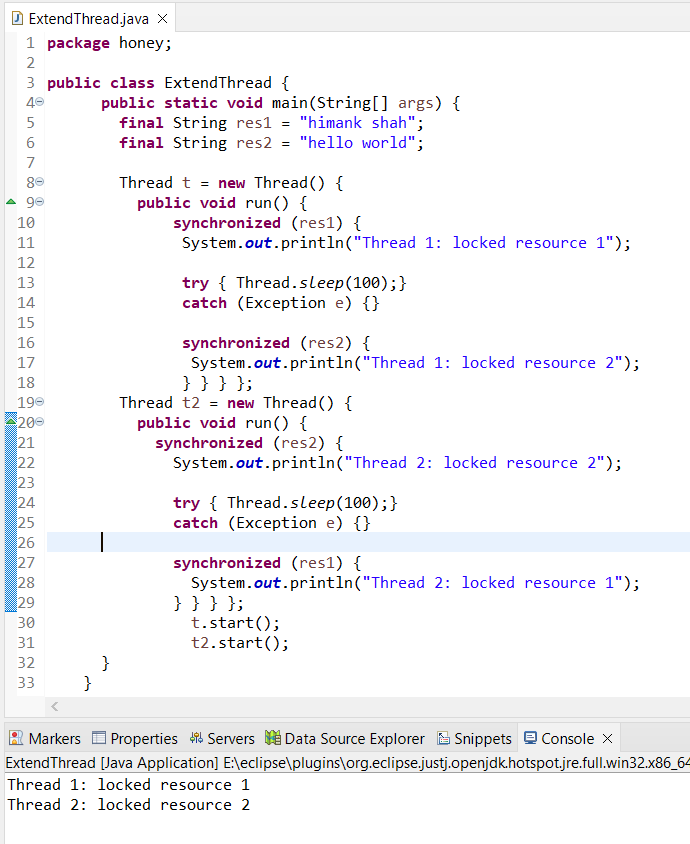 ExtendThread.java
1 package honey;
2
3 public class ExtendThread {
4 public static void main(String[] args) {
5 final String res1 = "himank shah";
6 final String res2 = "hello world";
7
8 Thread t = new Thread() {
9 public void run() {
10 synchronized (res1) {
11 System.out.println("Thread 1: locked resource 1");
12
13 try { Thread.sleep(100);}
14 catch (Exception e) {}
15
16 synchronized (res2) {
17 System.out.println("Thread 1: locked resource 2");
18 } } } };
19 Thread t2 = new Thread() {
20 public void run() {
21 synchronized (res2) {
22 System.out.println("Thread 2: locked resource 2");
23
24 try { Thread.sleep(100);}
25 catch (Exception e) {}
26
27 synchronized (res1) {
28 System.out.println("Thread 2: locked resource 1");
29 } } } };
30 t.start();
31 t2.start();
32 }
33 }
Markers Properties Servers Data Source Explorer Snippets Console
ExtendThread [Java Application] E:\eclipse\plugins\org.eclipse.justj.openjdk.hotspot.jre.full.win32.x86_64
Thread 1: locked resource 1
Thread 2: locked resource 2